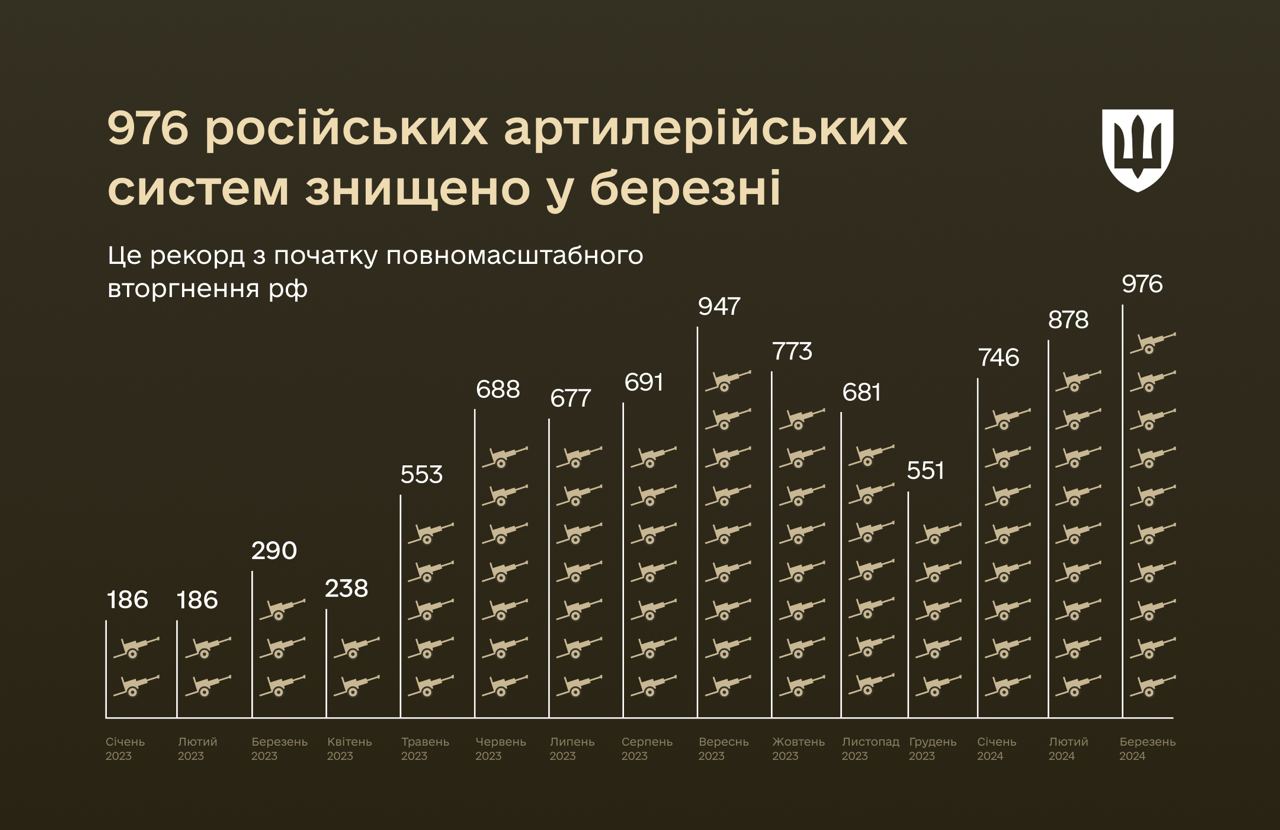 976 російських артилерійських
систем знищено у березні
Це рекорд з початку повномасштабного
вторгнення рф
186
186
290
238
553
688
677
691
947
773
681
551
746
878
976
Січень
2023
Лютий
2023
Березень
2023
Квітень
2023
Травень
2023
Червень
2023
Липень
2023
Серпень
2023
Вереснь
2023
Жовтень
2023
Листопад
2023
Грудень
2023
Січень
2024
Лютий
2024
Березень
2024